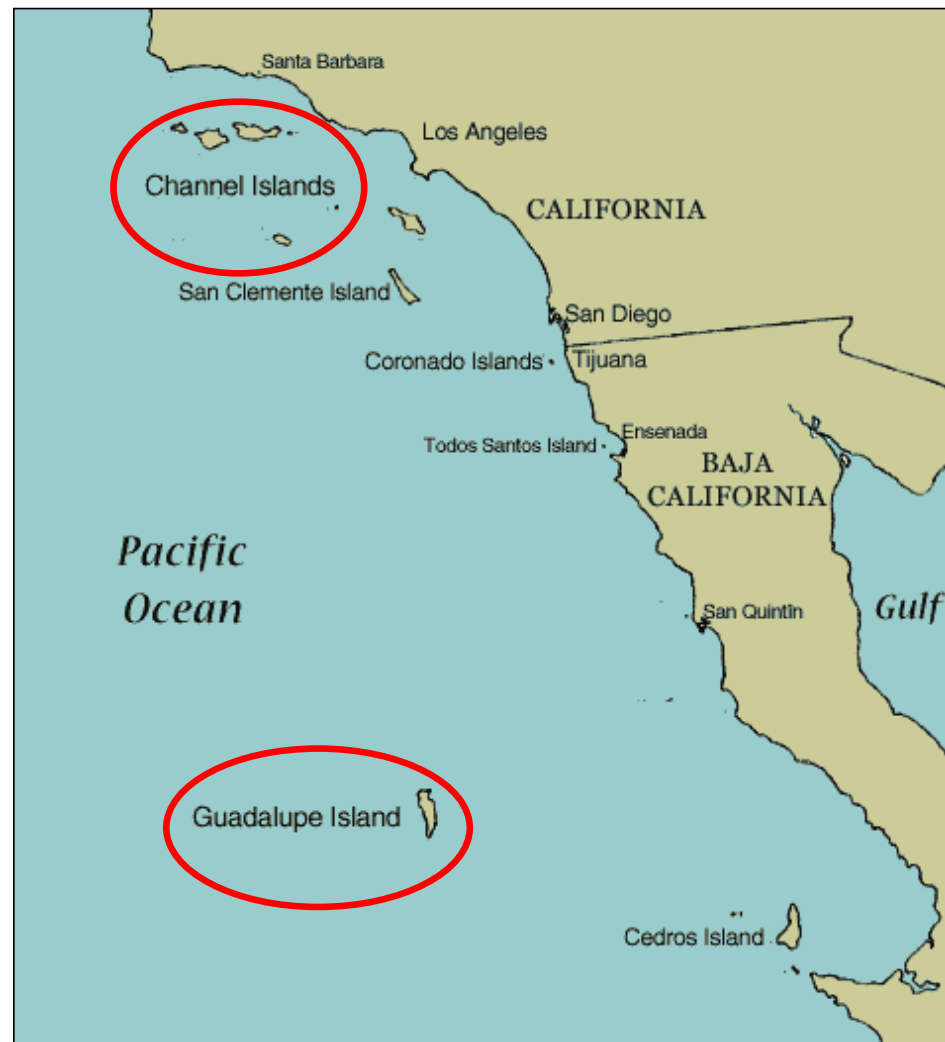 Santa Barbara
Los Angeles
Channel Islands
CALIFORNIA
San Clemente Island
San Diego
Coronado Islands
Tijuana
Ensenada
Todos Santos Island
BAJA
CALIFORNIA
Pacific
Ocean
San Quintîn
Gulf
Guadalupe Island
Cedros Island